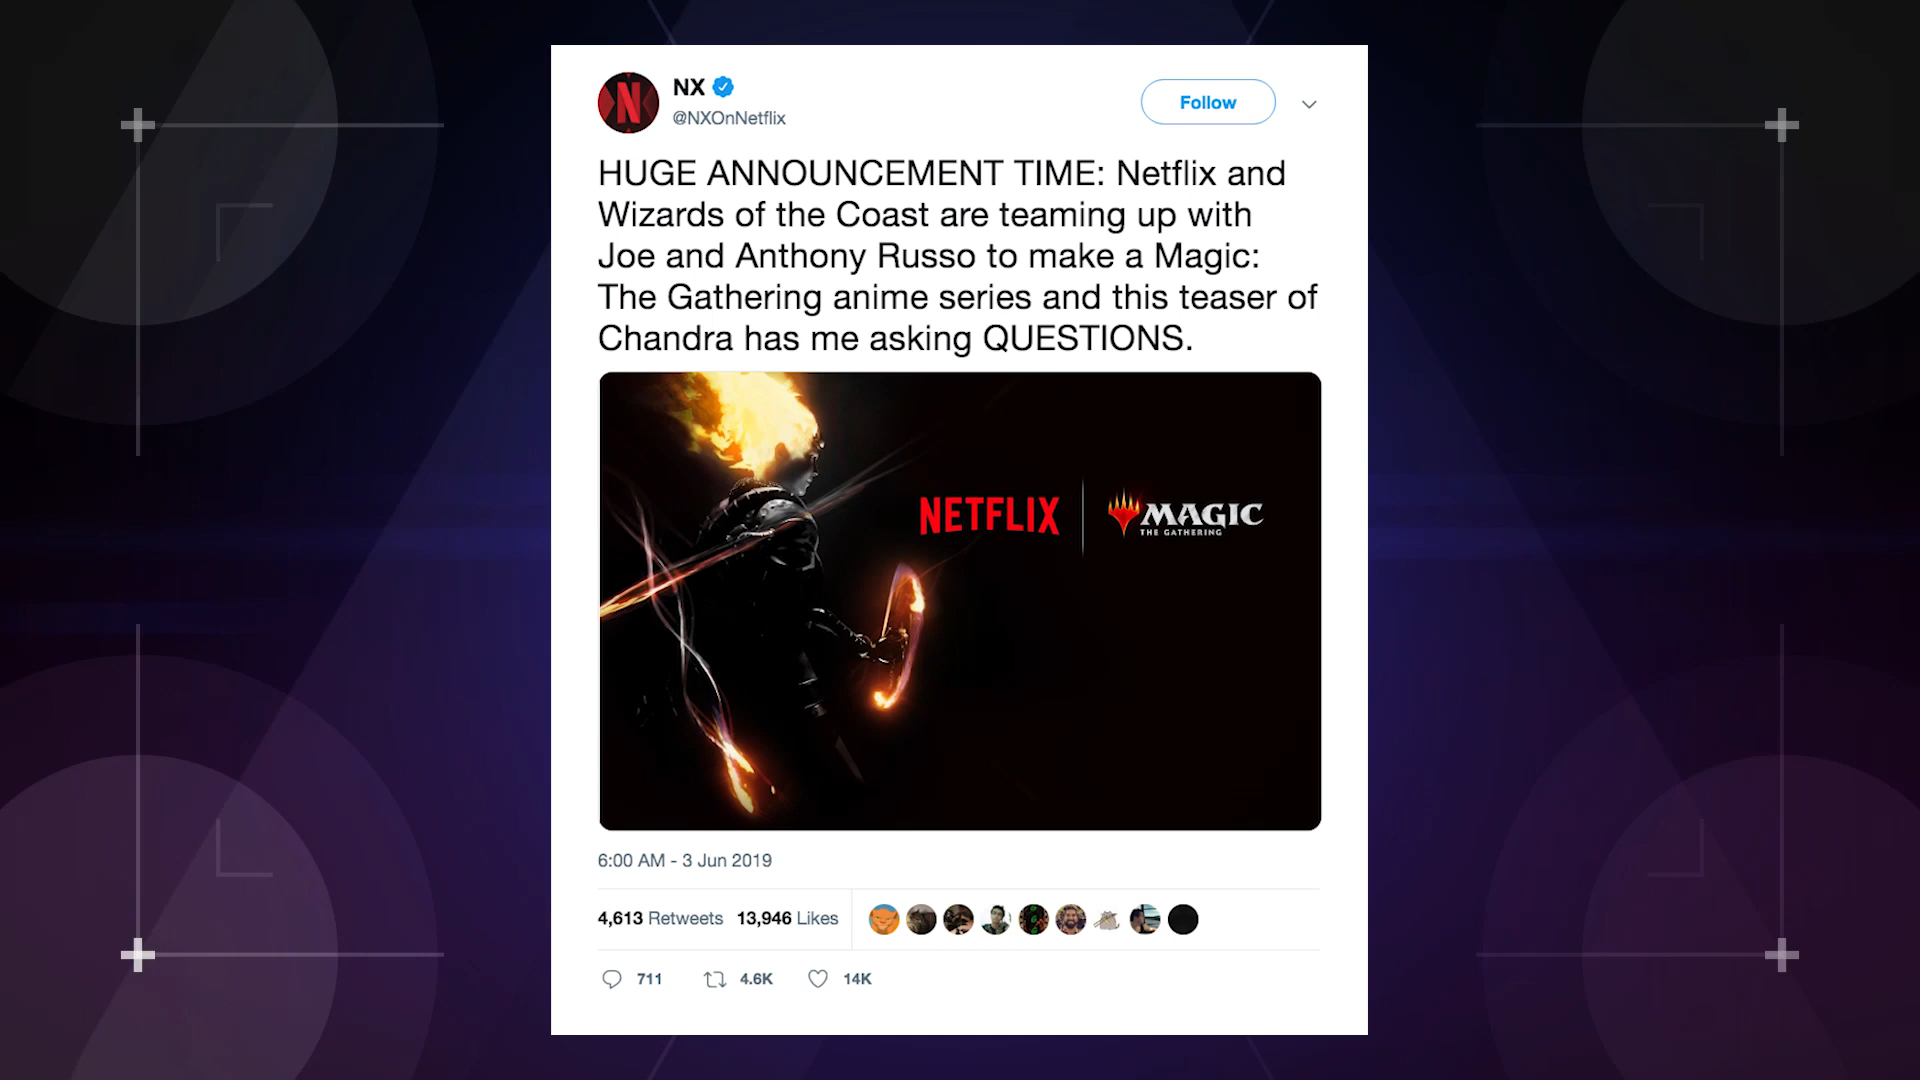 NX
@NXOnNetflix
Follow
HUGE ANNOUNCEMENT TIME: Netflix and
Wizards of the Coast are teaming up with
Joe and Anthony Russo to make a Magic:
The Gathering anime series and this teaser of
Chandra has me asking QUESTIONS.
NETFLIX
MAGIC
THE GATHERING
6:00 AM - 3 Jun 2019
4,613 Retweets 13,946 Likes
711 4.6K 14K